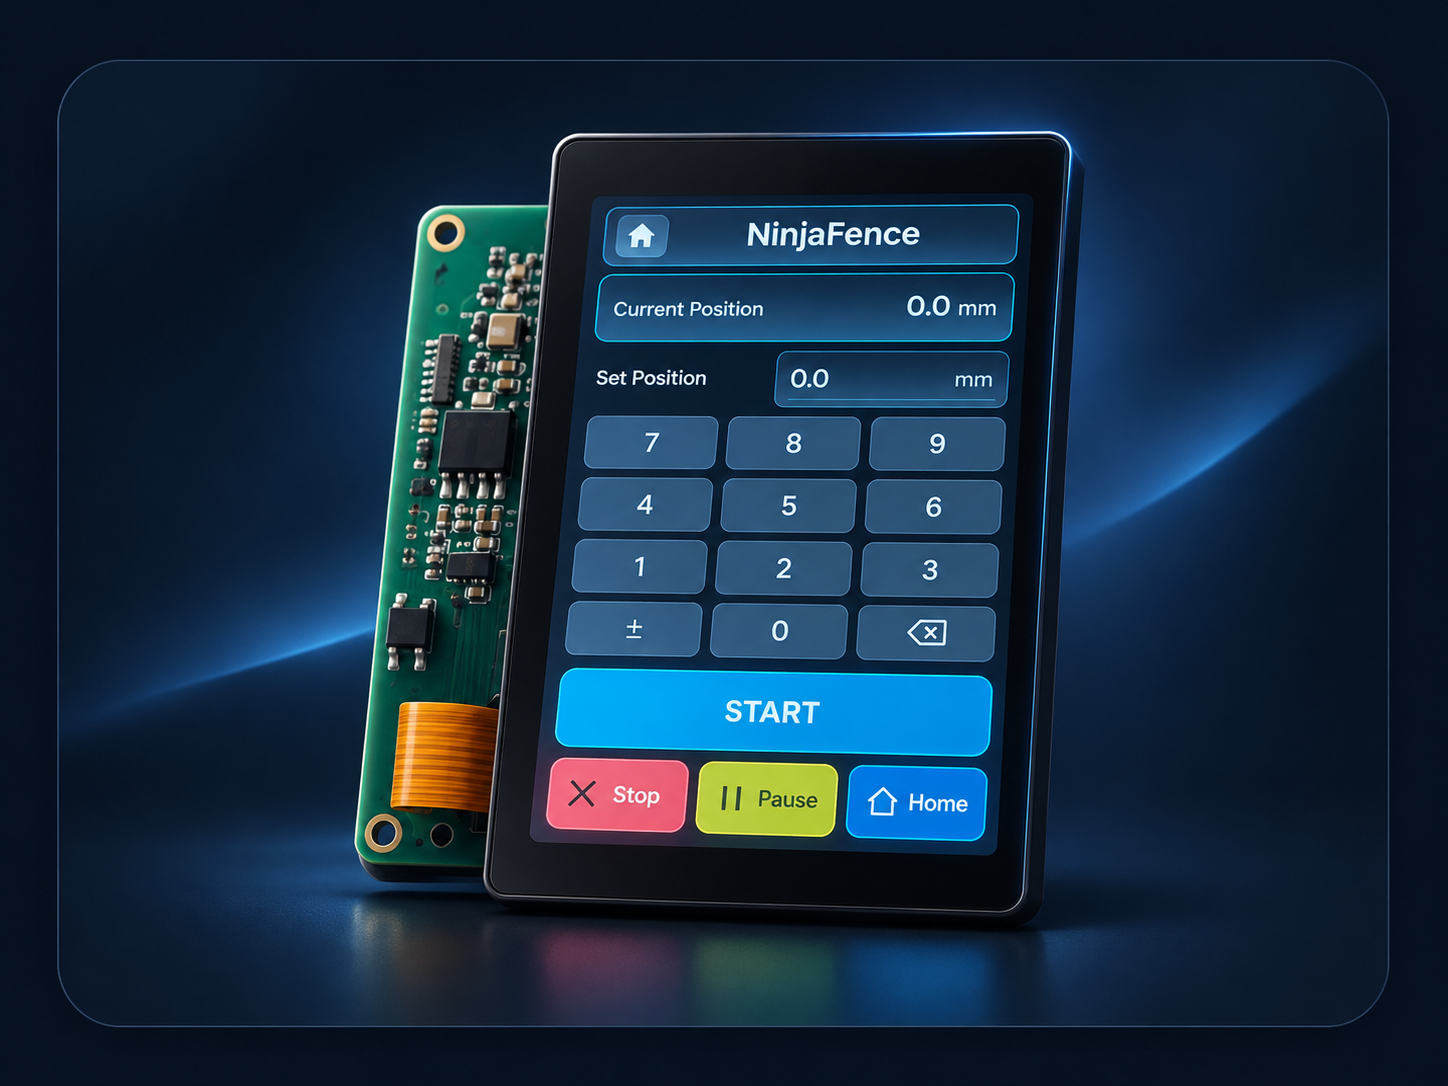 NinjaFence
Current Position 0.0 mm
Set Position 0.0 mm
7 8 9
4 5 6
1 2 3
± 0
START
Stop Pause Home